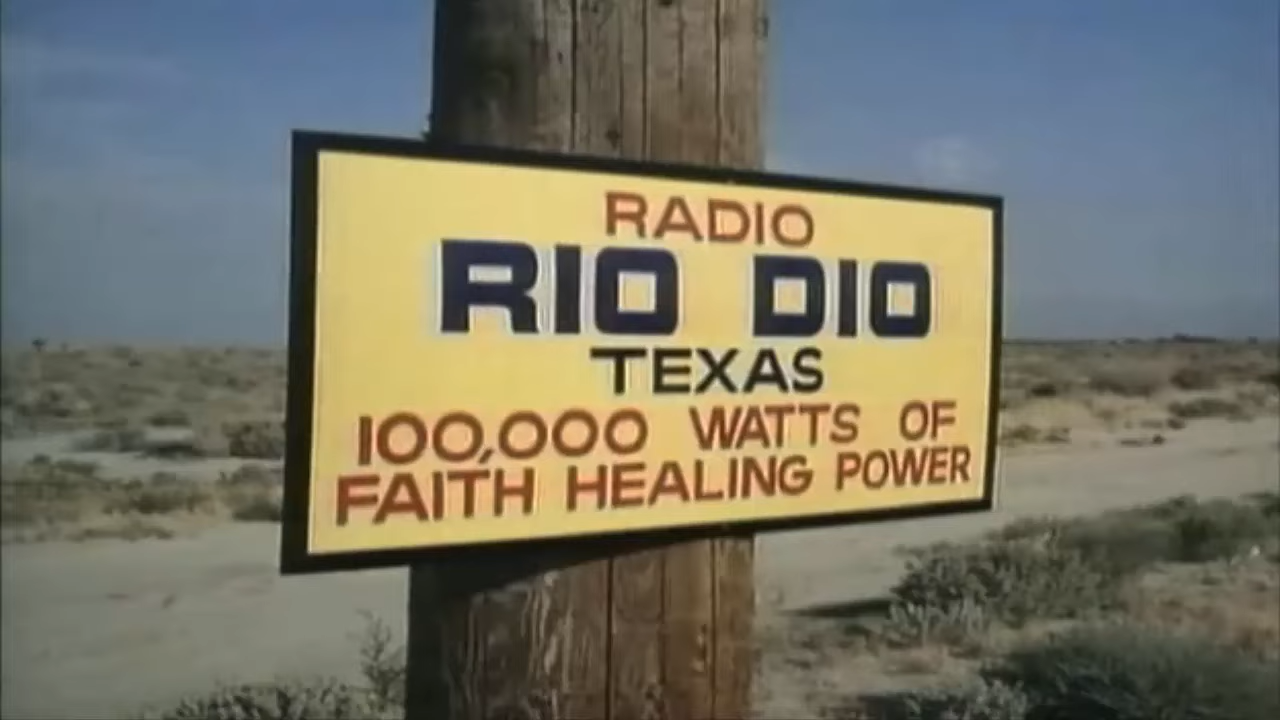 RADIO
RIO DIO
TEXAS
100,000 WATTS OF
FAITH HEALING POWER